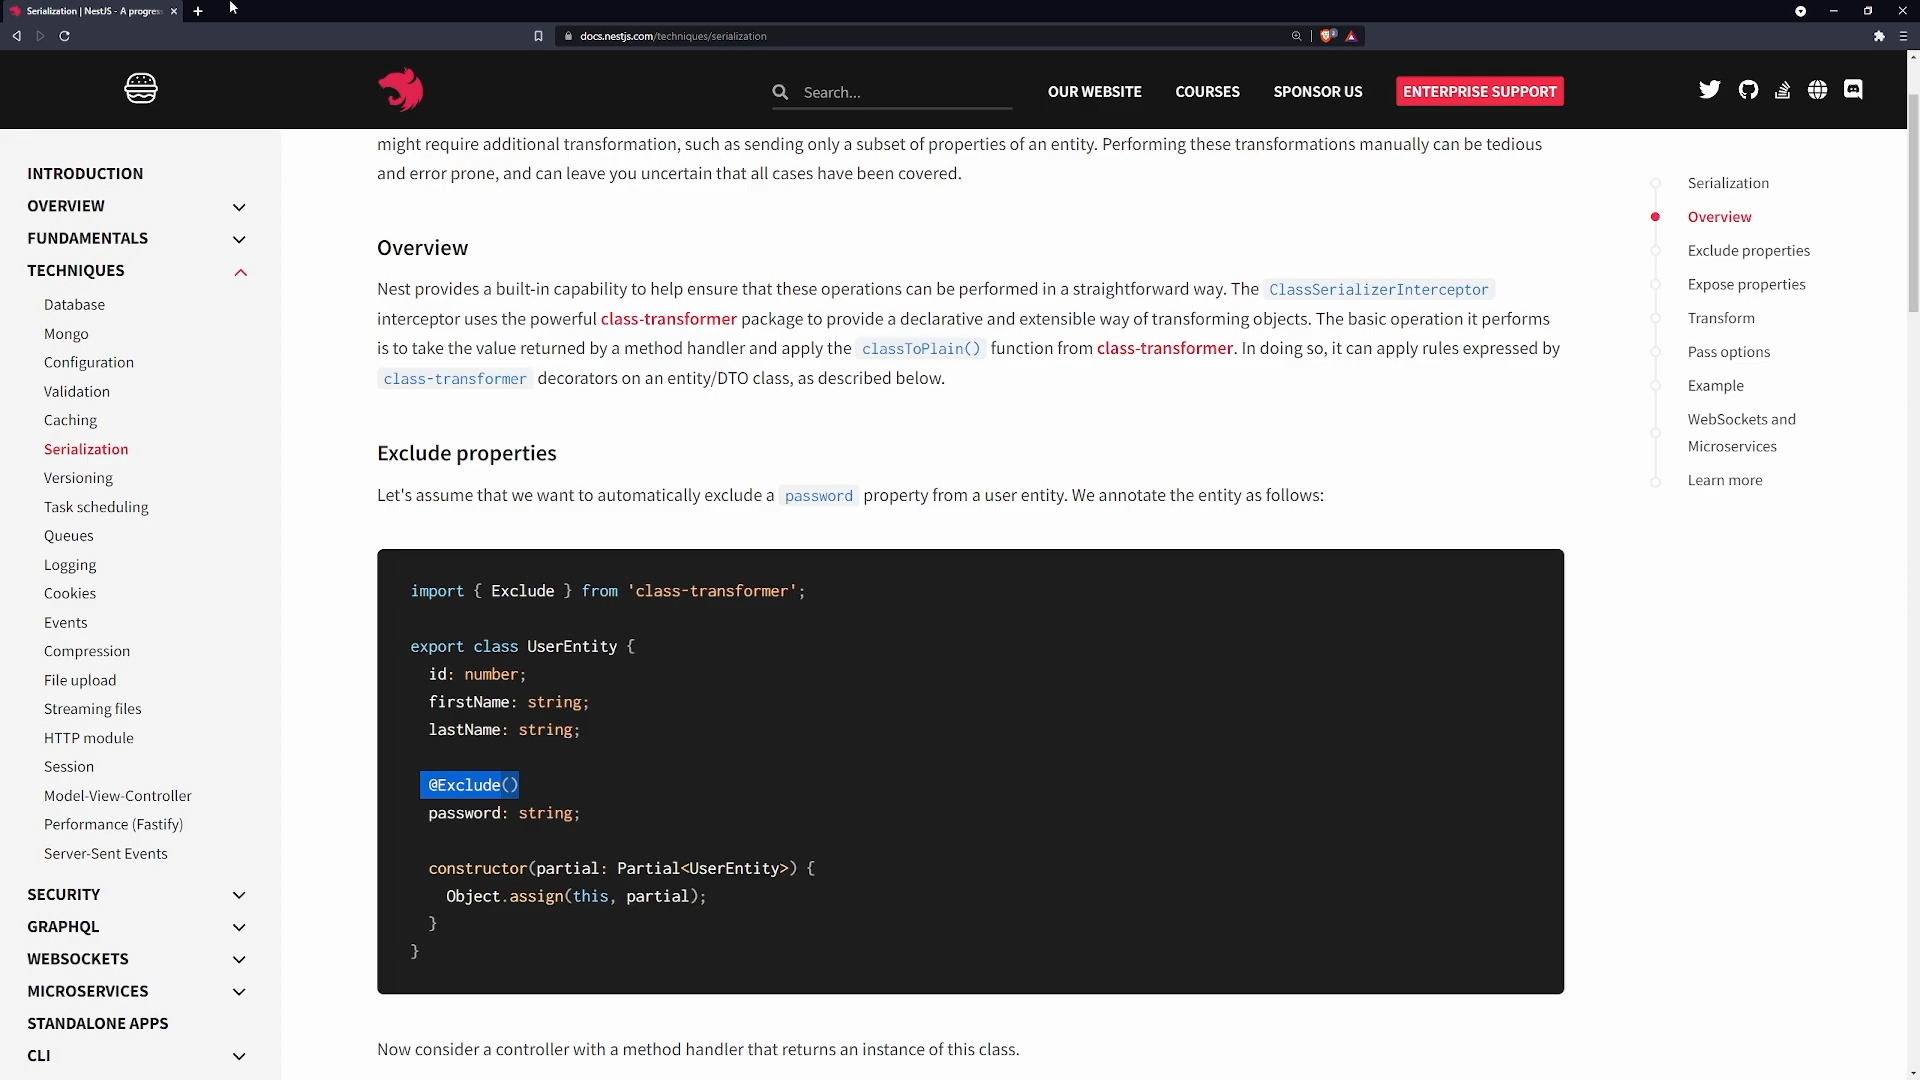 Serialization | NestJS - A progres
docs.nestjs.com/techniques/serialization
Search...
OUR WEBSITE
COURSES
SPONSOR US
ENTERPRISE SUPPORT
INTRODUCTION
OVERVIEW
FUNDAMENTALS
TECHNIQUES
Database
Mongo
Configuration
Validation
Caching
Serialization
Versioning
Task scheduling
Queues
Logging
Cookies
Events
Compression
File upload
Streaming files
HTTP module
Session
Model-View-Controller
Performance (Fastify)
Server-Sent Events
SECURITY
GRAPHQL
WEBSOCKETS
MICROSERVICES
STANDALONE APPS
CLI
might require additional transformation, such as sending only a subset of properties of an entity. Performing these transformations manually can be tedious
and error prone, and can leave you uncertain that all cases have been covered.
Overview
Nest provides a built-in capability to help ensure that these operations can be performed in a straightforward way. The ClassSerializerInterceptor
interceptor uses the powerful class-transformer package to provide a declarative and extensible way of transforming objects. The basic operation it performs
is to take the value returned by a method handler and apply the classToPlain() function from class-transformer. In doing so, it can apply rules expressed by
class-transformer decorators on an entity/DTO class, as described below.
Exclude properties
Let's assume that we want to automatically exclude a password property from a user entity. We annotate the entity as follows:
import { Exclude } from 'class-transformer';
export class UserEntity {
id: number;
firstName: string;
lastName: string;
@Exclude()
password: string;
constructor(partial: Partial<UserEntity>) {
Object.assign(this, partial);
}
}
Now consider a controller with a method handler that returns an instance of this class.
Serialization
Overview
Exclude properties
Expose properties
Transform
Pass options
Example
WebSockets and
Microservices
Learn more